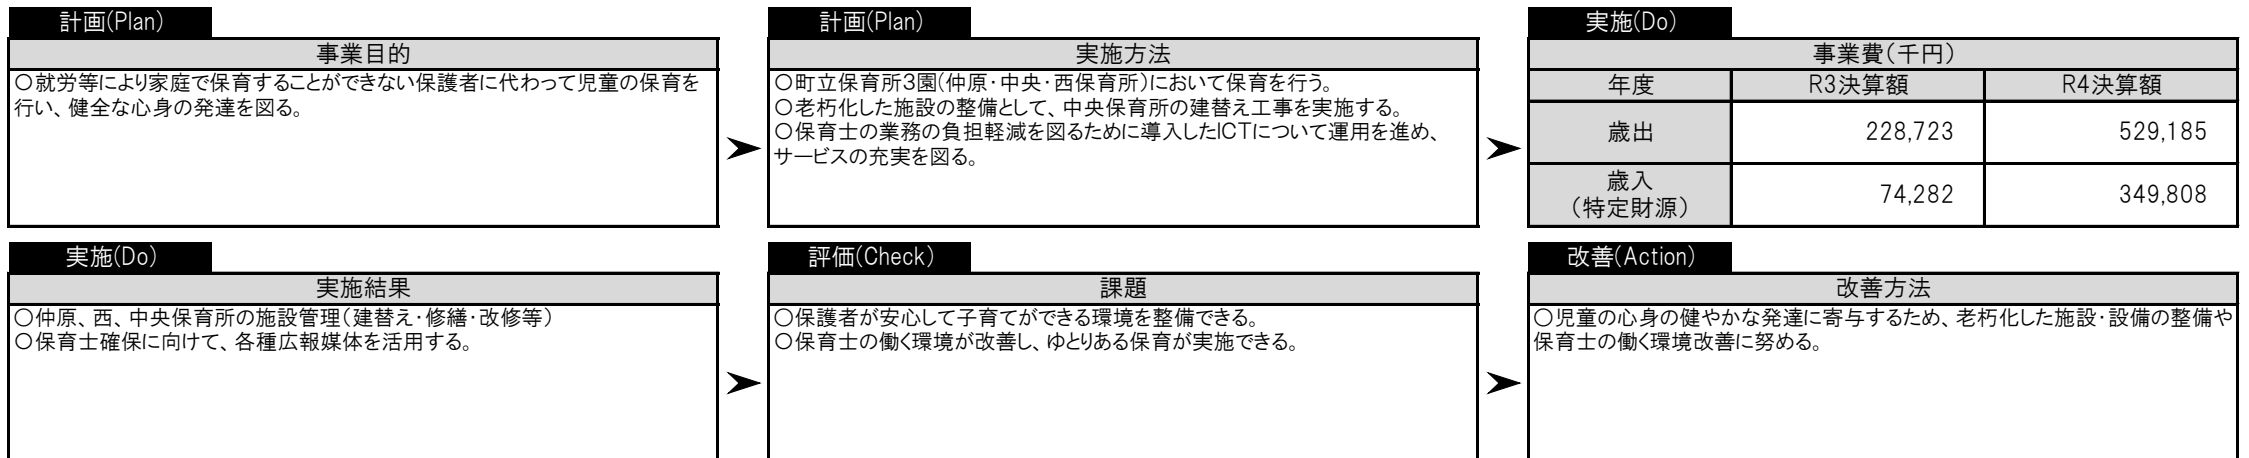 計画(Plan)
事業目的
○就労等により家庭で保育することができない保護者に代わって児童の保育を
行い、健全な心身の発達を図る。
計画(Plan)
実施方法
○町立保育所3園(仲原・中央・西保育所)において保育を行う。
○老朽化した施設の整備として、中央保育所の建替え工事を実施する。
○保育士の業務の負担軽減を図るために導入したICTについて運用を進め、
サービスの充実を図る。
実施(Do)
事業費(千円)
年度 R3決算額 R4決算額
歳出 228,723 529,185
歳入
(特定財源) 74,282 349,808
実施(Do)
実施結果
○仲原、西、中央保育所の施設管理(建替え・修繕・改修等)
○保育士確保に向けて、各種広報媒体を活用する。
評価(Check)
課題
○保護者が安心して子育てができる環境を整備できる。
○保育士の働く環境が改善し、ゆとりある保育が実施できる。
改善(Action)
改善方法
○児童の心身の健やかな発達に寄与するため、老朽化した施設・設備の整備や
保育士の働く環境改善に努める。